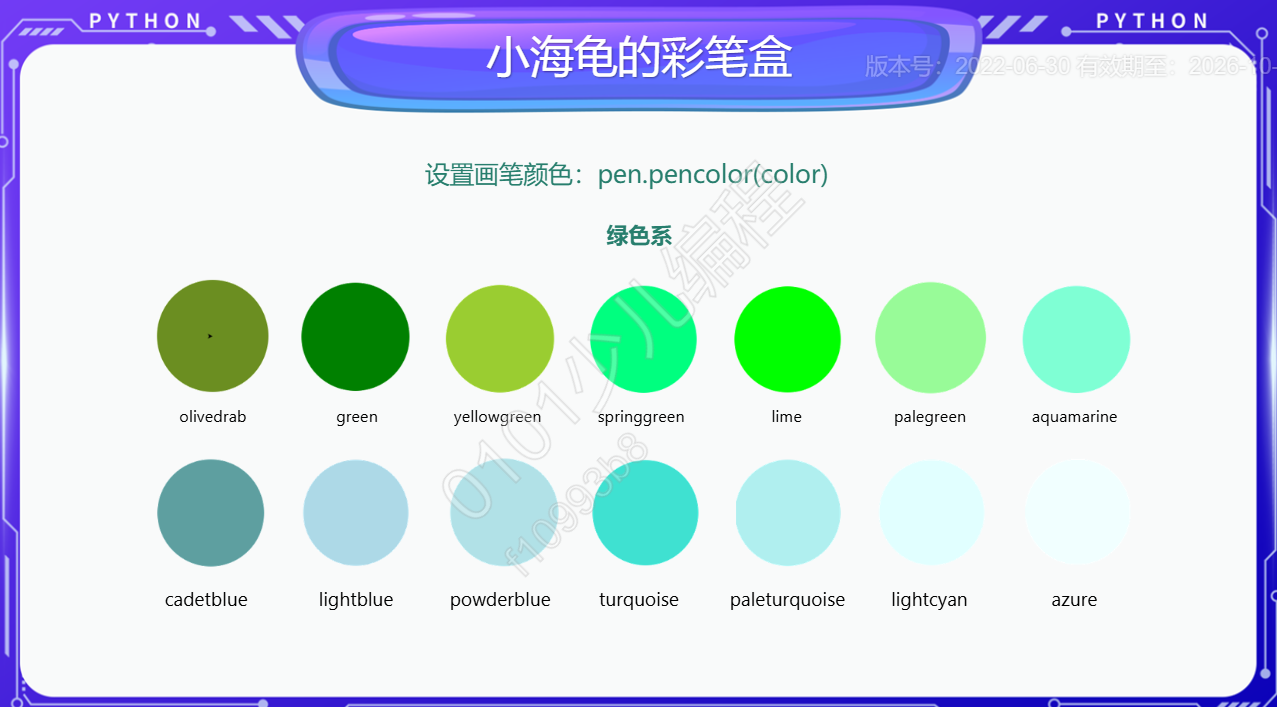 PYTHON
PYTHON
小海龟的彩笔盒
版本号：2022-06-30 有效期至：2026-10-
设置画笔颜色：pen.pencolor(color)
绿色系
olivedrab green yellowgreen springgreen lime palegreen aquamarine
cadetblue lightblue powderblue turquoise paleturquoise lightcyan azure
0101少儿编程
f10993b8